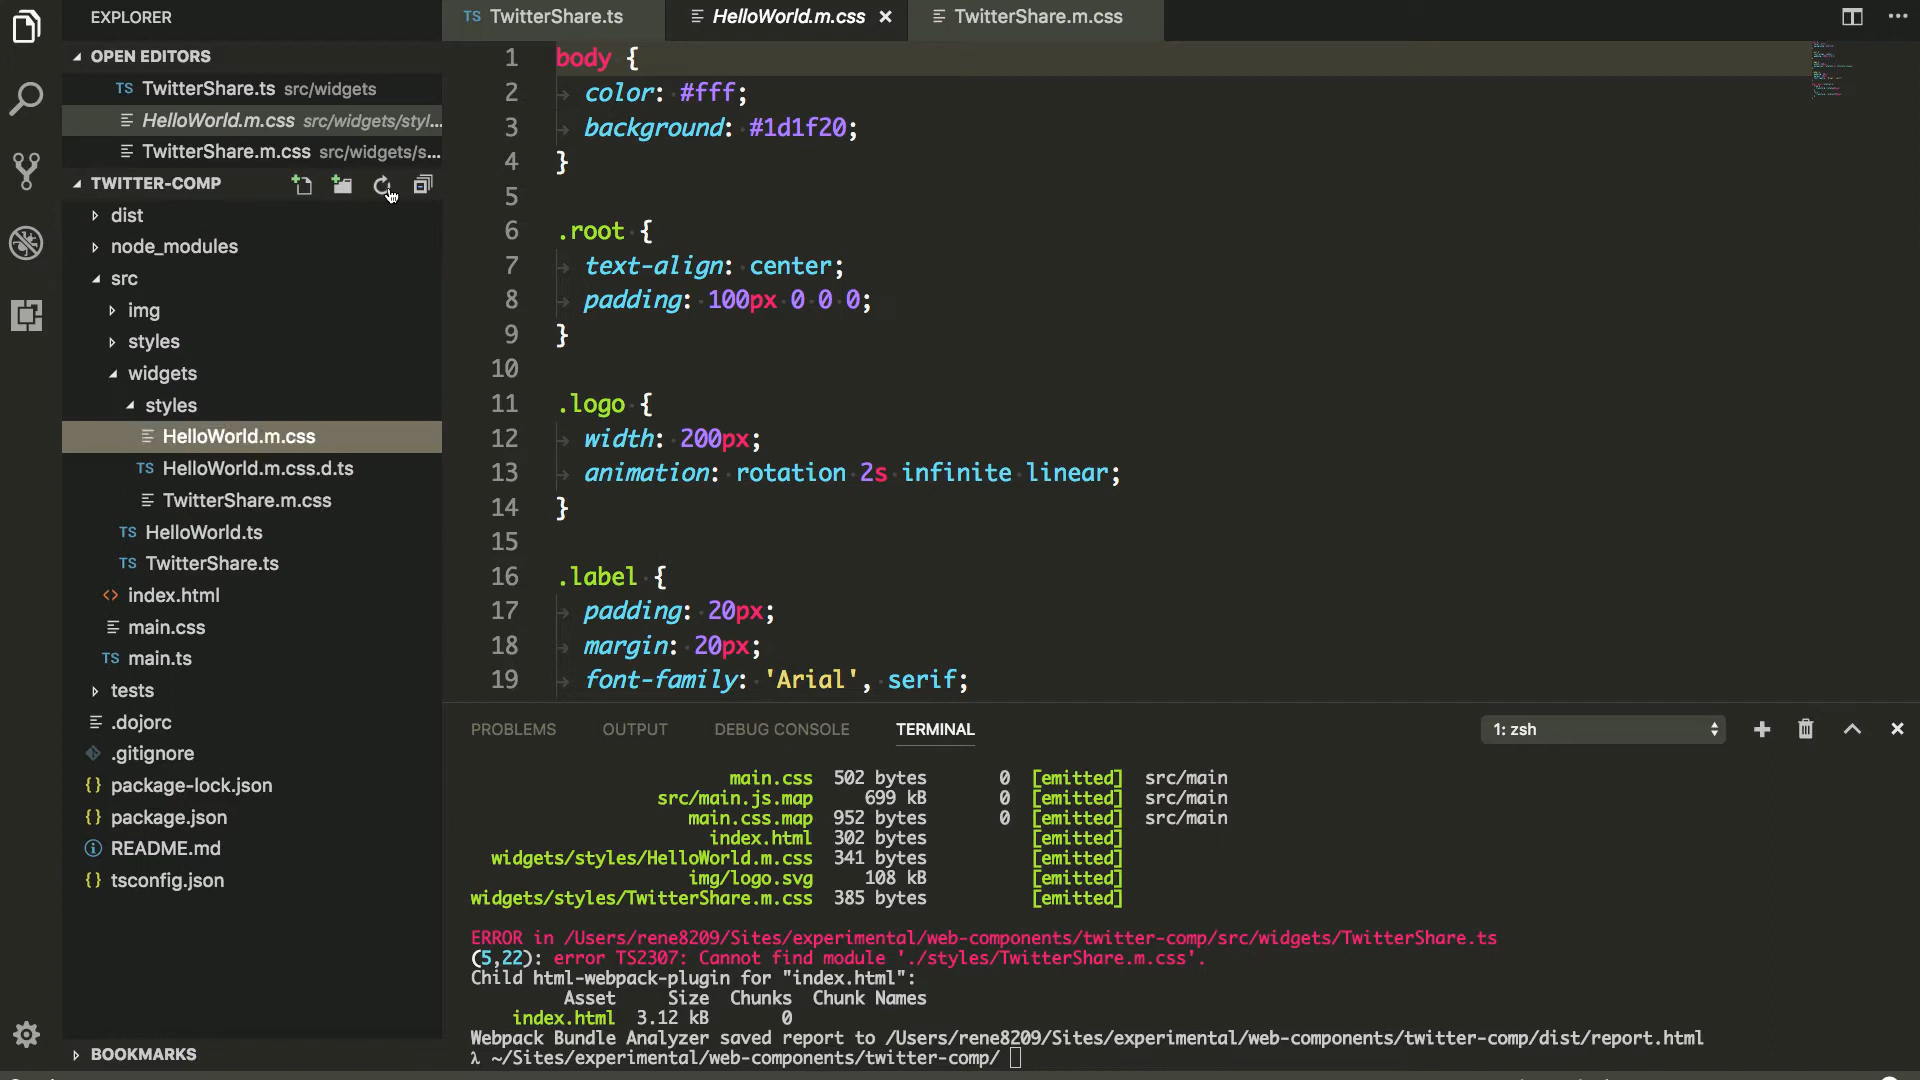 EXPLORER
OPEN EDITORS
TS TwitterShare.ts src/widgets
HelloWorld.m.css src/widgets/styl...
TwitterShare.m.css src/widgets/s...
TWITTER-COMP
dist
node_modules
src
img
styles
widgets
styles
HelloWorld.m.css
TS HelloWorld.m.css.d.ts
TwitterShare.m.css
TS HelloWorld.ts
TS TwitterShare.ts
<> index.html
main.css
TS main.ts
tests
.dojorc
.gitignore
{} package-lock.json
{} package.json
README.md
{} tsconfig.json
BOOKMARKS
TS TwitterShare.ts
HelloWorld.m.css
TwitterShare.m.css
1 body {
2 color: #fff;
3 background: #1d1f20;
4 }
5
6 .root {
7 text-align: center;
8 padding: 100px 0 0 0;
9 }
10
11 .logo {
12 width: 200px;
13 animation: rotation 2s infinite linear;
14 }
15
16 .label {
17 padding: 20px;
18 margin: 20px;
19 font-family: 'Arial', serif;
PROBLEMS OUTPUT DEBUG CONSOLE TERMINAL 1: zsh
main.css 502 bytes 0 [emitted] src/main
src/main.js.map 699 kB 0 [emitted] src/main
main.css.map 952 bytes 0 [emitted] src/main
index.html 302 bytes [emitted]
widgets/styles/HelloWorld.m.css 341 bytes [emitted]
img/logo.svg 108 kB [emitted]
widgets/styles/TwitterShare.m.css 385 bytes [emitted]
ERROR in /Users/rene8209/Sites/experimental/web-components/twitter-comp/src/widgets/TwitterShare.ts
(5,22): error TS2307: Cannot find module './styles/TwitterShare.m.css'.
Child html-webpack-plugin for "index.html":
Asset Size Chunks Chunk Names
index.html 3.12 kB 0
Webpack Bundle Analyzer saved report to /Users/rene8209/Sites/experimental/web-components/twitter-comp/dist/report.html
λ ~/Sites/experimental/web-components/twitter-comp/